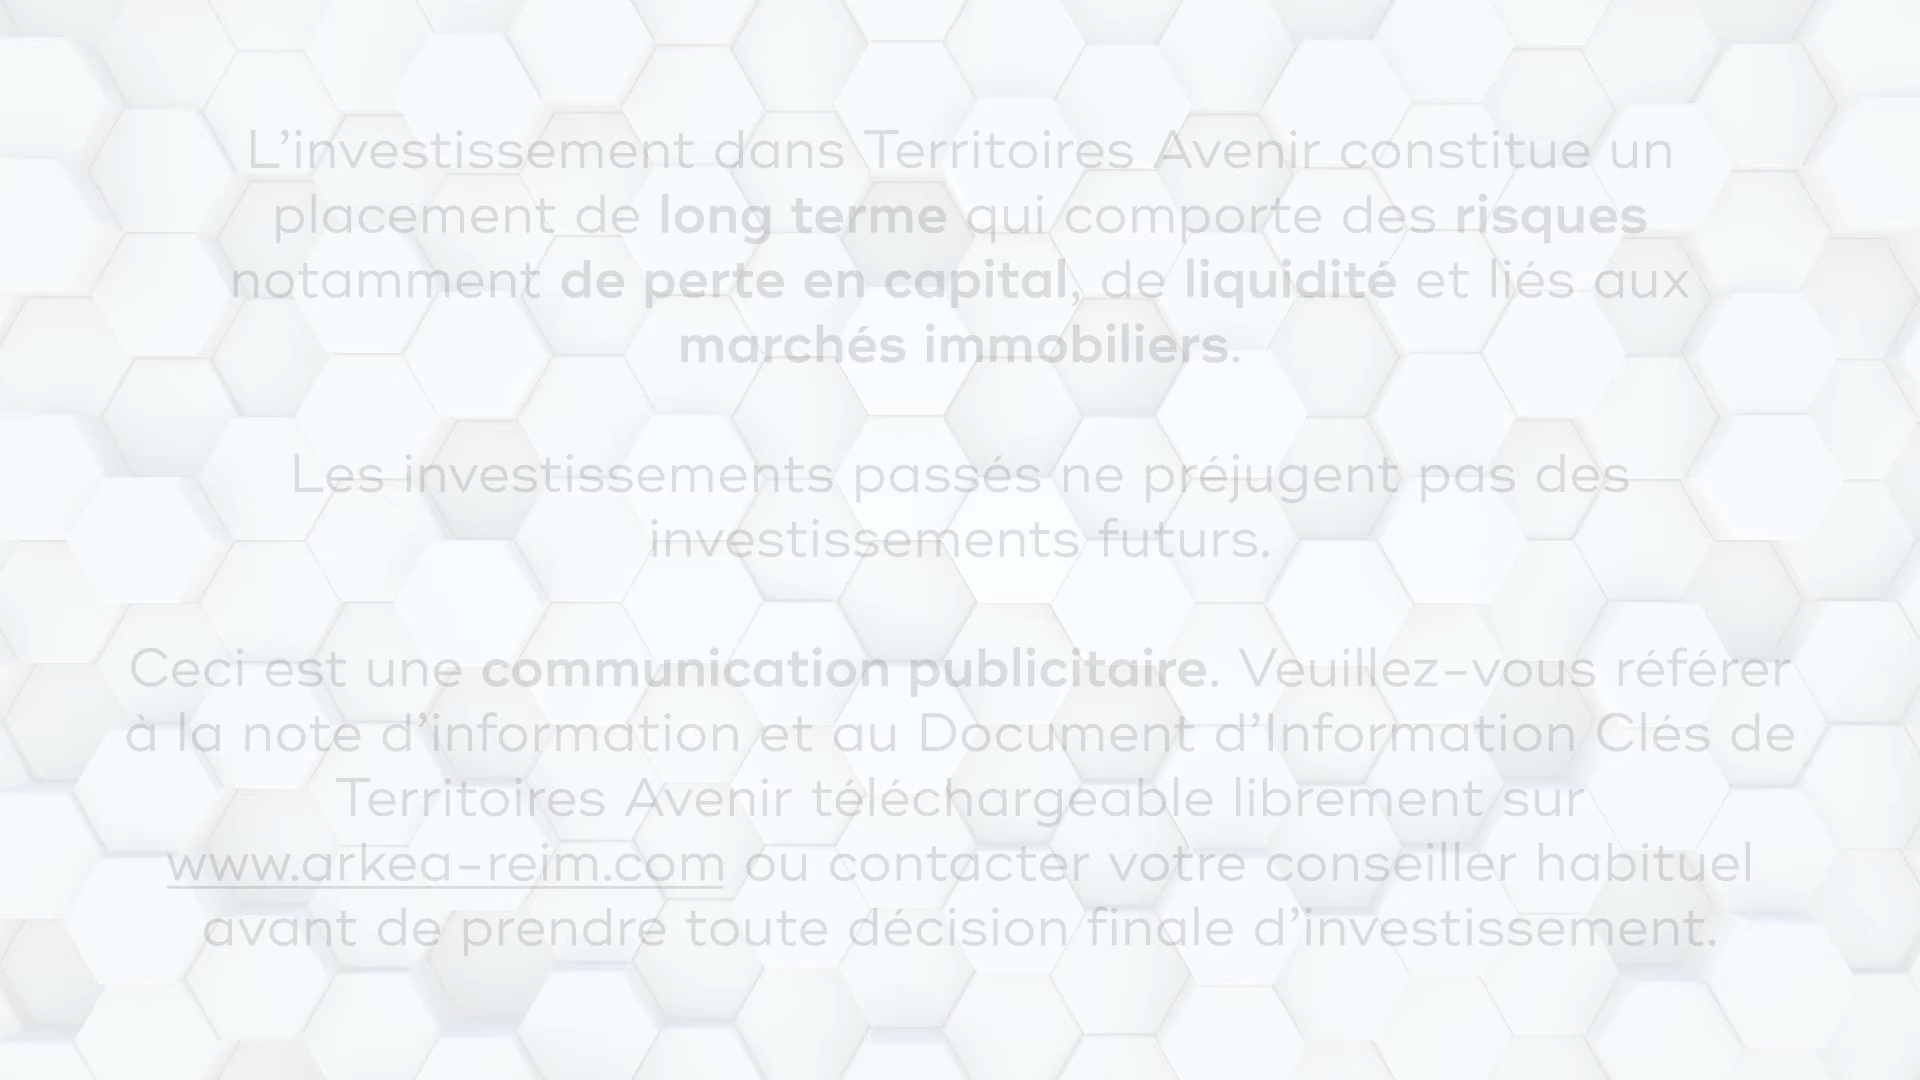 L’investissement dans Territoires Avenir constitue un
placement de long terme qui comporte des risques
notamment de perte en capital, de liquidité et liés aux
marchés immobiliers.
Les investissements passés ne préjugent pas des
investissements futurs.
Ceci est une communication publicitaire. Veuillez-vous référer
à la note d’information et au Document d’Information Clés de
Territoires Avenir téléchargeable librement sur
www.arkea-reim.com ou contacter votre conseiller habituel
avant de prendre toute décision finale d’investissement.